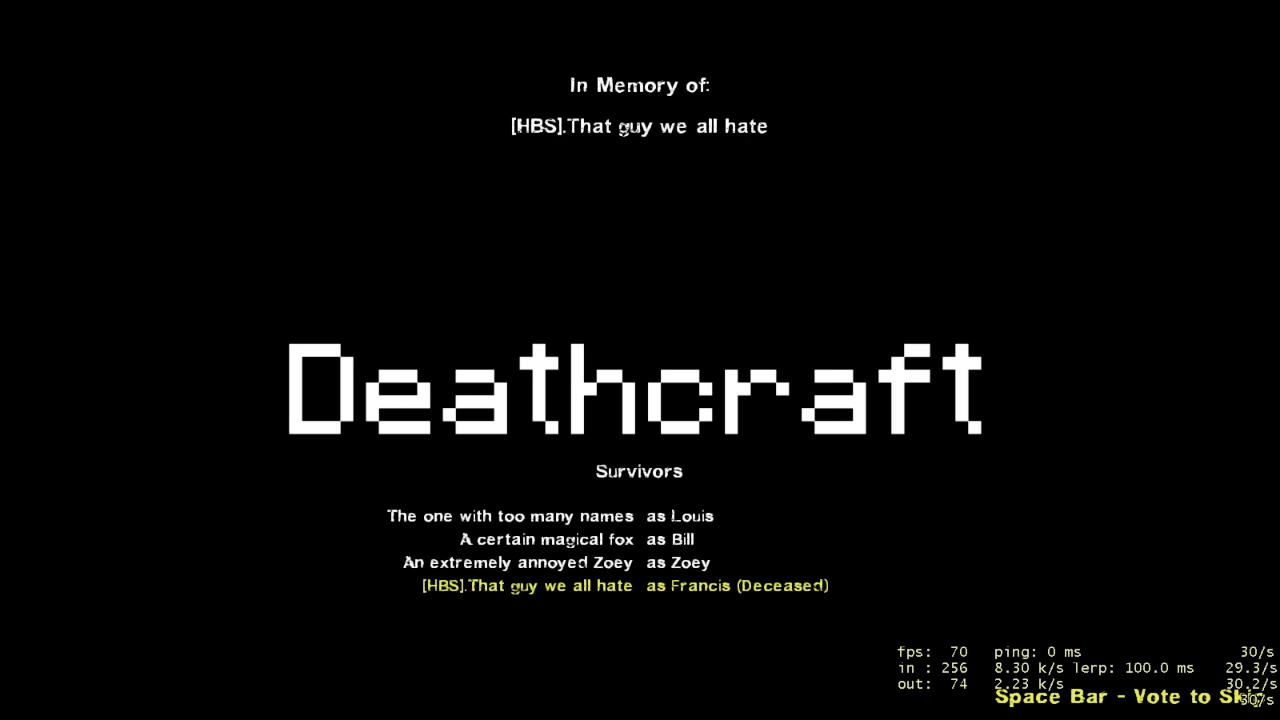 In Memory of:
[HBS].That guy we all hate
Deathcraft
Survivors
The one with too many names as Louis
A certain magical fox as Bill
An extremely annoyed Zoey as Zoey
[HBS].That guy we all hate as Francis (Deceased)
fps: 70 ping: 0 ms 30/s
in : 256 8.30 k/s lerp: 100.0 ms 29.3/s
out: 74 2.23 k/s 30.2/s
Space Bar - Vote to Skip